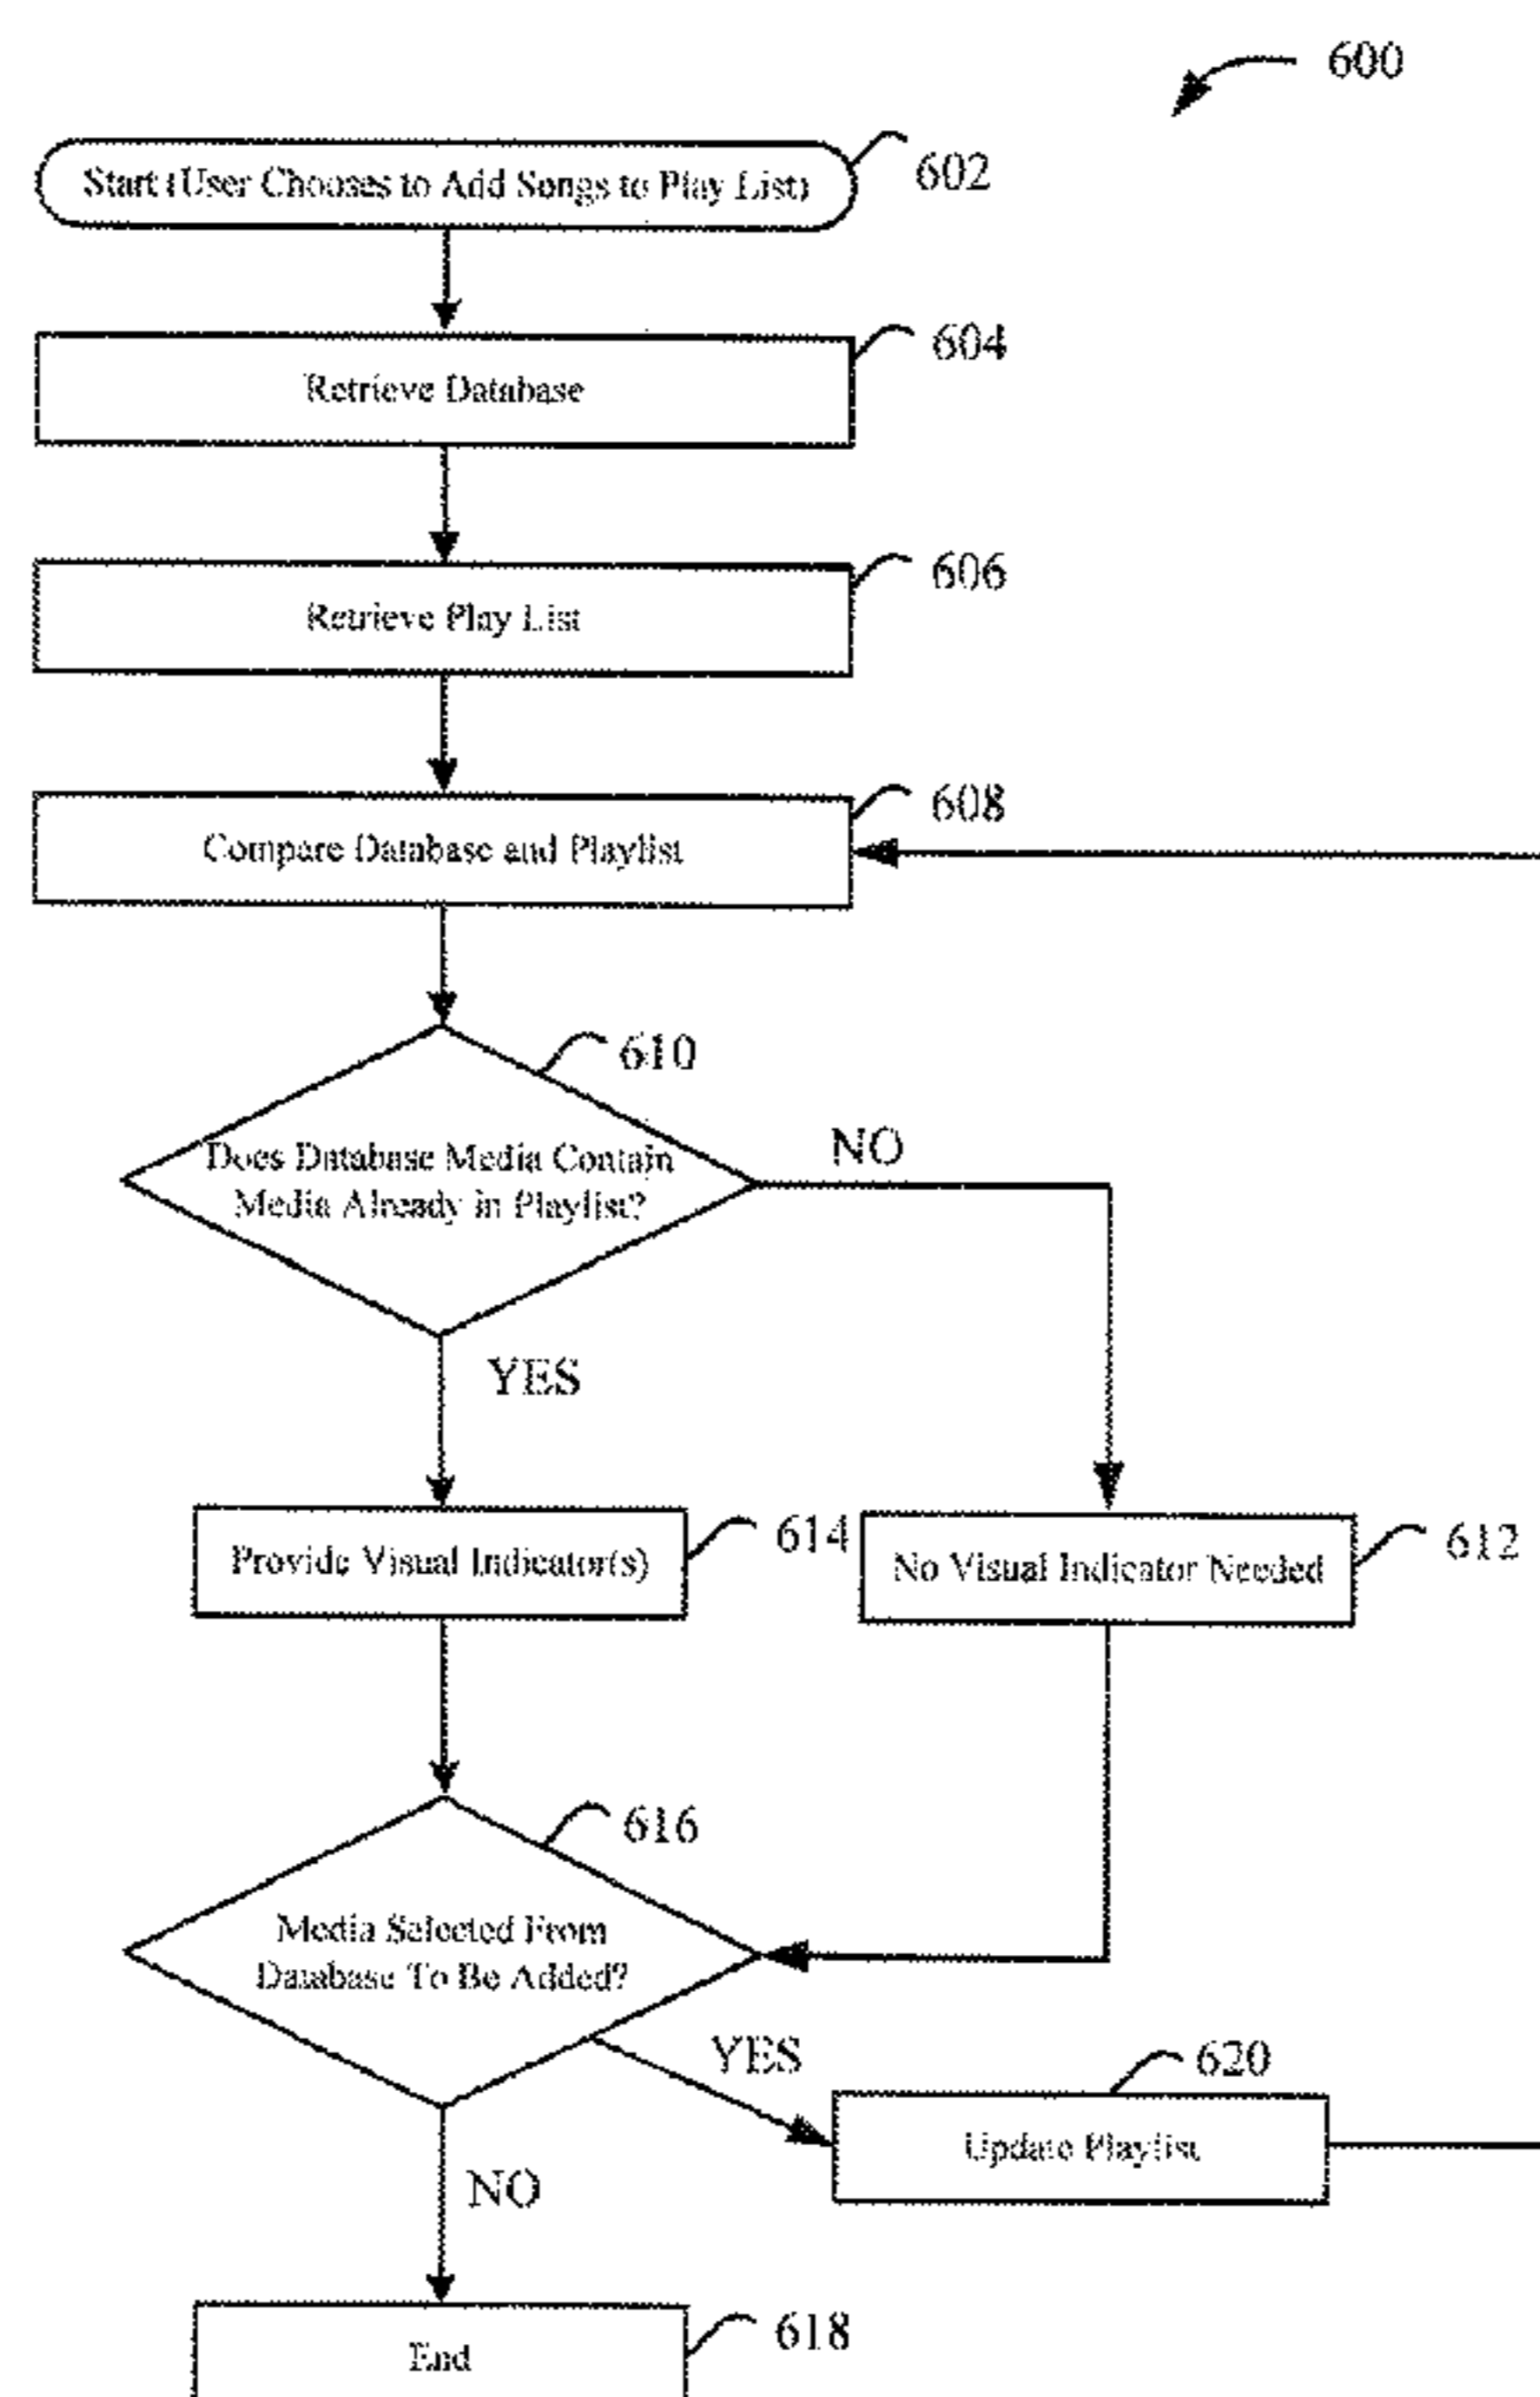 600
Start (User Chooses to Add Songs to Play List)
602
Retrieve Database
604
Retrieve Play List
606
Compare Database and Playlist
608
610
Does Database Media Contain
Media Already in Playlist?
NO
YES
Provide Visual Indicator(s)
614
No Visual Indicator Needed
612
616
Media Selected From
Database To Be Added?
YES
620
Update Playlist
NO
End
618